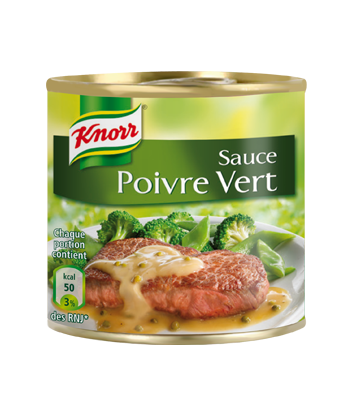 Knorr
Sauce
Poivre Vert
Chaque
portion
contient
kcal
50
3%
des RNJ*